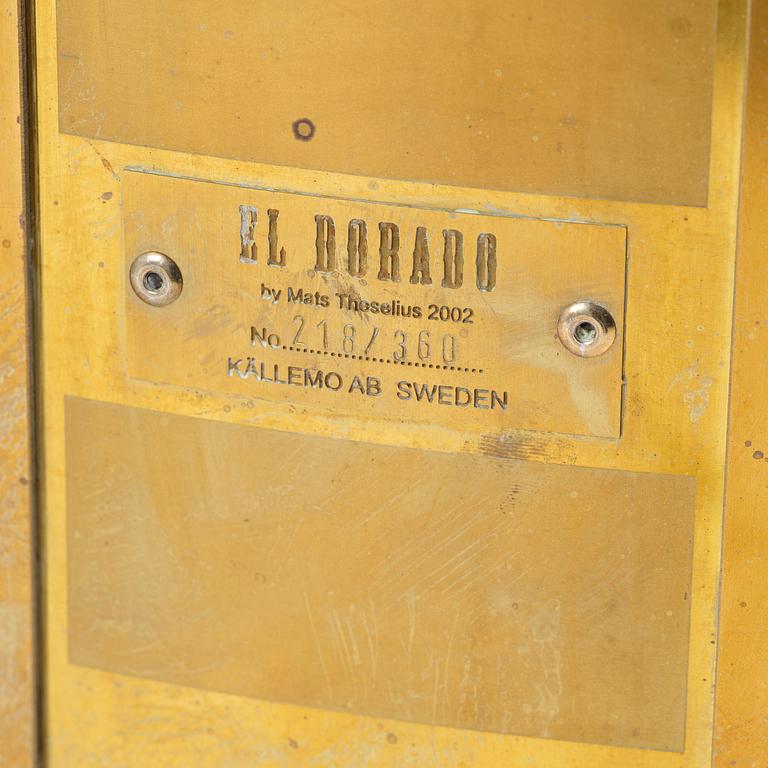 EL DORADO
by Mats Theselius 2002
No. 218/360
KÄLLEMO AB SWEDEN